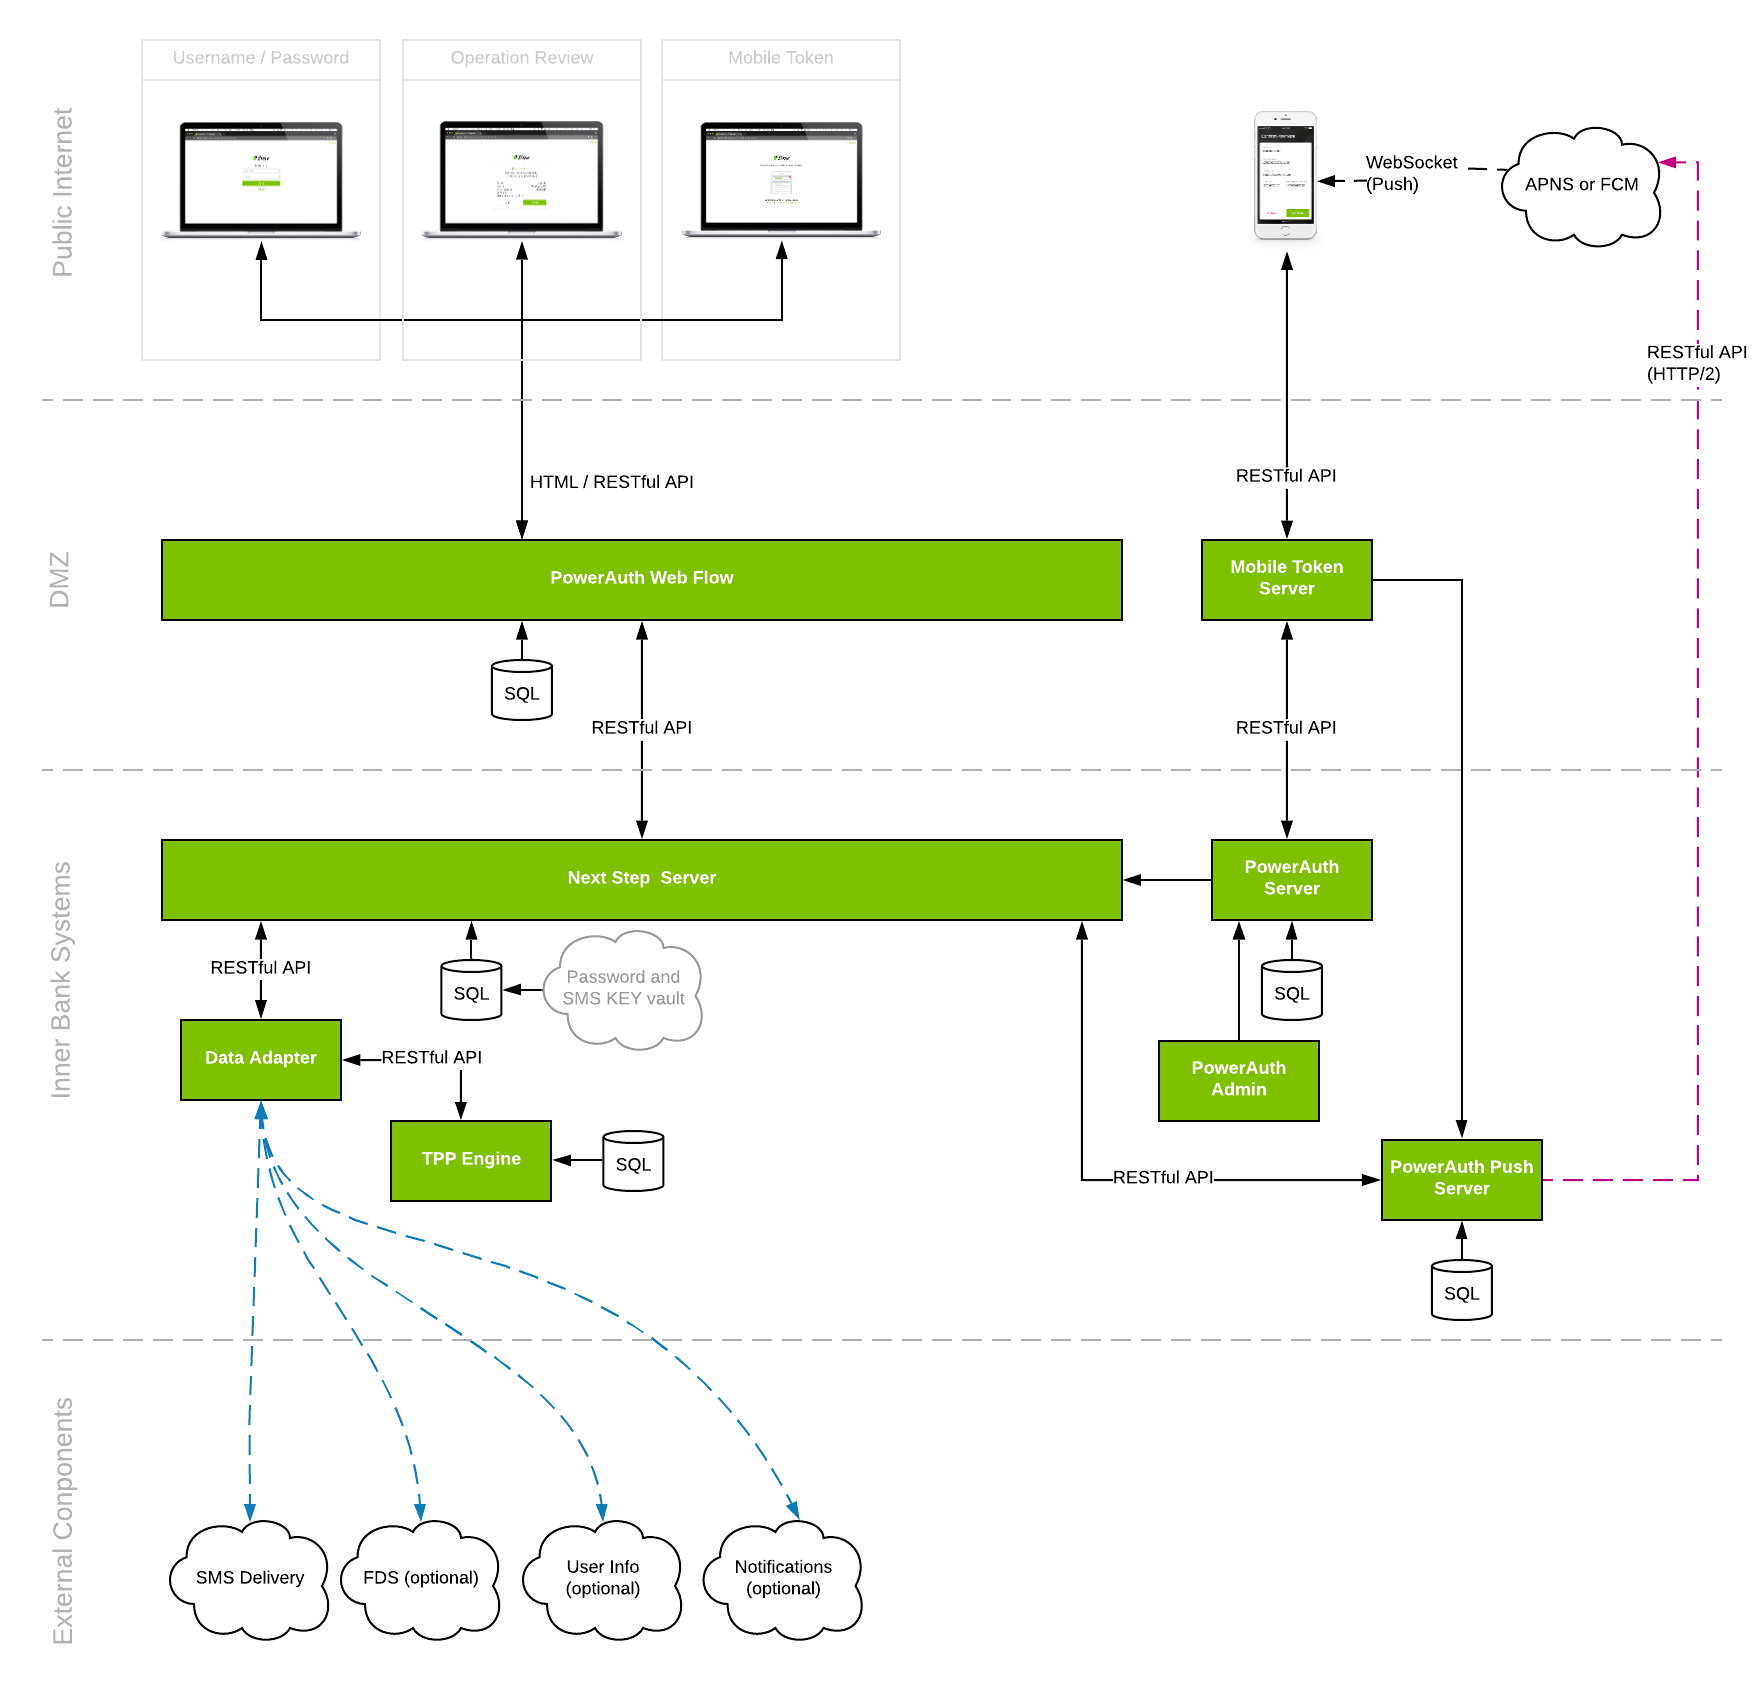 Username / Password
Operation Review
Mobile Token
Public Internet
WebSocket
(Push)
APNS or FCM
RESTful API
(HTTP/2)
HTML / RESTful API
RESTful API
DMZ
PowerAuth Web Flow
Mobile Token
Server
SQL
RESTful API
RESTful API
Inner Bank Systems
Next Step  Server
PowerAuth
Server
RESTful API
SQL
Password and
SMS KEY vault
SQL
Data Adapter
RESTful API
PowerAuth
Admin
TPP Engine
SQL
RESTful API
PowerAuth Push
Server
SQL
External Conponents
SMS Delivery
FDS (optional)
User Info
(optional)
Notifications
(optional)